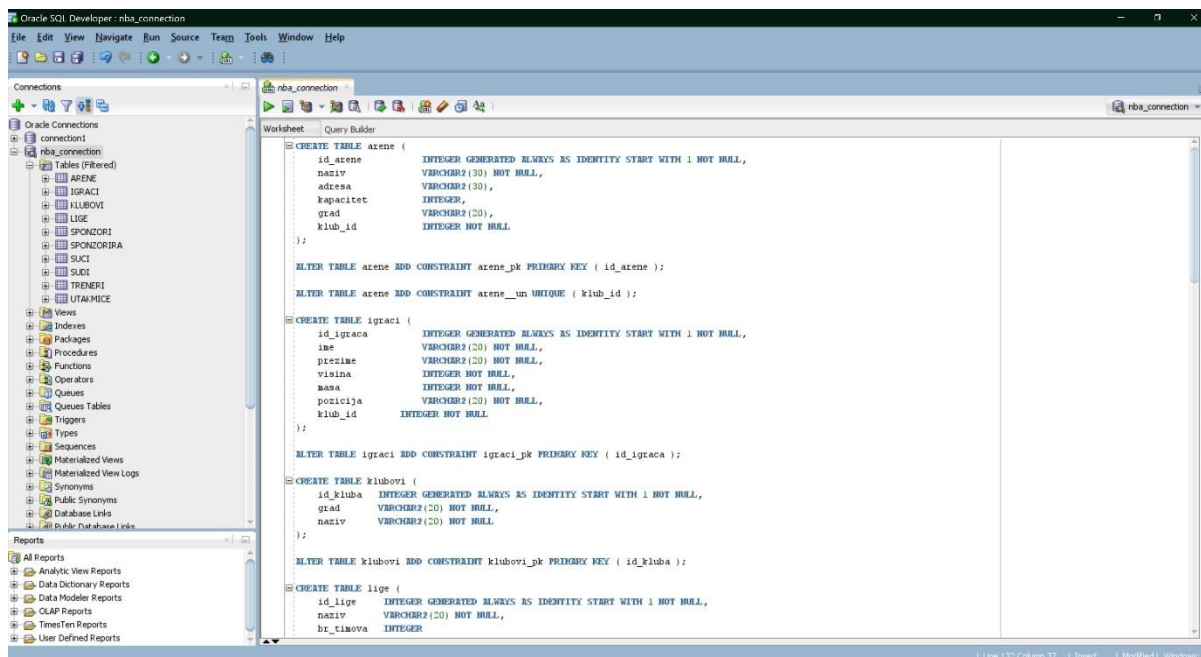 Oracle SQL Developer : nba_connection
File Edit View Navigate Run Source Team Tools Window Help
Connections
Oracle Connections
connection1
nba_connection
Tables (Filtered)
ARENE
IGRACI
KLUBOVI
LIGE
SPONZORI
SPONZORIRA
SUCI
SUDI
TRENERI
UTAKMICE
Views
Indexes
Packages
Procedures
Functions
Operators
Queues
Queues Tables
Triggers
Types
Sequences
Materialized Views
Materialized View Logs
Synonyms
Public Synonyms
Database Links
Public Database Links
Reports
All Reports
Analytic View Reports
Data Dictionary Reports
Data Modeler Reports
OLAP Reports
TimesTen Reports
User Defined Reports
nba_connection
nba_connection
Worksheet Query Builder
CREATE TABLE arene (
id_arene INTEGER GENERATED ALWAYS AS IDENTITY START WITH 1 NOT NULL,
naziv VARCHAR2(30) NOT NULL,
adresa VARCHAR2(30),
kapacitet INTEGER,
grad VARCHAR2(20),
klub_id INTEGER NOT NULL
);
ALTER TABLE arene ADD CONSTRAINT arene_pk PRIMARY KEY ( id_arene );
ALTER TABLE arene ADD CONSTRAINT arene__un UNIQUE ( klub_id );
CREATE TABLE igraci (
id_igraca INTEGER GENERATED ALWAYS AS IDENTITY START WITH 1 NOT NULL,
ime VARCHAR2(20) NOT NULL,
prezime VARCHAR2(20) NOT NULL,
visina INTEGER NOT NULL,
masa INTEGER NOT NULL,
pozicija VARCHAR2(20) NOT NULL,
klub_id INTEGER NOT NULL
);
ALTER TABLE igraci ADD CONSTRAINT igraci_pk PRIMARY KEY ( id_igraca );
CREATE TABLE klubovi (
id_kluba INTEGER GENERATED ALWAYS AS IDENTITY START WITH 1 NOT NULL,
grad VARCHAR2(20) NOT NULL,
naziv VARCHAR2(20) NOT NULL
);
ALTER TABLE klubovi ADD CONSTRAINT klubovi_pk PRIMARY KEY ( id_kluba );
CREATE TABLE lige (
id_lige INTEGER GENERATED ALWAYS AS IDENTITY START WITH 1 NOT NULL,
naziv VARCHAR2(20) NOT NULL,
br_timova INTEGER